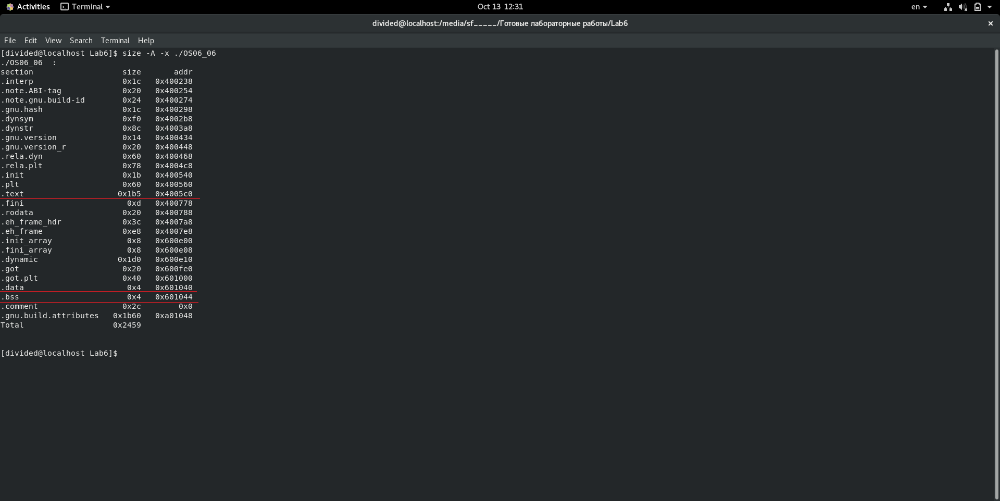 Activities Terminal Oct 13 12:31 en
divided@localhost:/media/sf_____/Готовые лабораторные работы/Lab6
File Edit View Search Terminal Help
[divided@localhost Lab6]$ size -A -x ./OS06_06
./OS06_06  :
section                   size       addr
.interp                   0x1c   0x400238
.note.ABI-tag             0x20   0x400254
.note.gnu.build-id        0x24   0x400274
.gnu.hash                 0x1c   0x400298
.dynsym                   0xf0   0x4002b8
.dynstr                   0x8c   0x4003a8
.gnu.version              0x14   0x400434
.gnu.version_r            0x20   0x400448
.rela.dyn                 0x60   0x400468
.rela.plt                 0x78   0x4004c8
.init                     0x1b   0x400540
.plt                      0x60   0x400560
.text                    0x1b5   0x4005c0
.fini                      0xd   0x400778
.rodata                   0x20   0x400788
.eh_frame_hdr             0x3c   0x4007a8
.eh_frame                 0xe8   0x4007e8
.init_array                0x8   0x600e00
.fini_array                0x8   0x600e08
.dynamic                 0x1d0   0x600e10
.got                      0x20   0x600fe0
.got.plt                  0x40   0x601000
.data                      0x4   0x601040
.bss                       0x4   0x601044
.comment                  0x2c        0x0
.gnu.build.attributes   0x1b60   0xa01048
Total                   0x2459
[divided@localhost Lab6]$